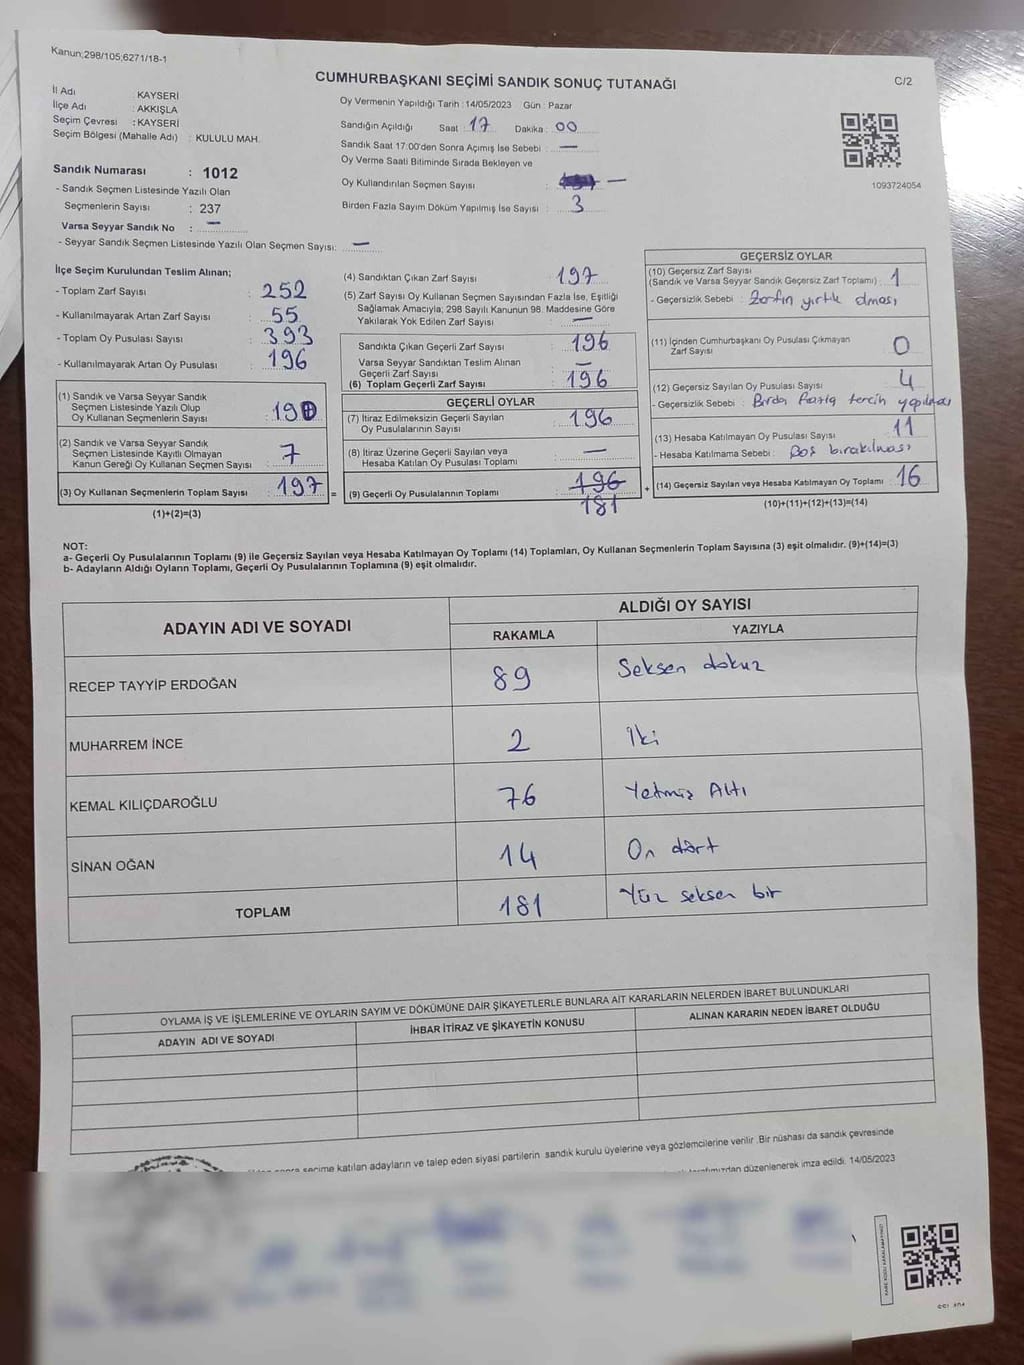 Kanun;298/105;6271/18-1
CUMHURBAŞKANI SEÇİMİ SANDIK SONUÇ TUTANAĞI
C/2
İl Adı : KAYSERİ
İlçe Adı : AKKIŞLA
Seçim Çevresi : KAYSERİ
Seçim Bölgesi (Mahalle Adı) : KULULU MAH.
Oy Vermenin Yapıldığı Tarih : 14/05/2023 Gün : Pazar
Sandığın Açıldığı Saat : 17 Dakika : 00
Sandık Saat 17:00'den Sonra Açımış İse Sebebi : —
Oy Verme Saati Bitiminde Sırada Bekleyen ve
Oy Kullandırılan Seçmen Sayısı : —
Birden Fazla Sayım Döküm Yapılmış İse Sayısı : 3
1093724054
Sandık Numarası : 1012
- Sandık Seçmen Listesinde Yazılı Olan
Seçmenlerin Sayısı : 237
Varsa Seyyar Sandık No : —
- Seyyar Sandık Seçmen Listesinde Yazılı Olan Seçmen Sayısı: —
İlçe Seçim Kurulundan Teslim Alınan;
- Toplam Zarf Sayısı : 252
- Kullanılmayarak Artan Zarf Sayısı : 55
- Toplam Oy Pusulası Sayısı : 393
- Kullanılmayarak Artan Oy Pusulası : 196
(1) Sandık ve Varsa Seyyar Sandık
Seçmen Listesinde Yazılı Olup
Oy Kullanan Seçmenlerin Sayısı : 190
(2) Sandık ve Varsa Seyyar Sandık
Seçmen Listesinde Kayıtlı Olmayan
Kanun Gereği Oy Kullanan Seçmen Sayısı : 7
(3) Oy Kullanan Seçmenlerin Toplam Sayısı : 197
(1)+(2)=(3)
=
(4) Sandıktan Çıkan Zarf Sayısı : 197
(5) Zarf Sayısı Oy Kullanan Seçmen Sayısından Fazla İse, Eşitliği
Sağlamak Amacıyla; 298 Sayılı Kanunun 98. Maddesine Göre
Yakılarak Yok Edilen Zarf Sayısı : —
Sandıkta Çıkan Geçerli Zarf Sayısı : 196
Varsa Seyyar Sandıktan Teslim Alınan
Geçerli Zarf Sayısı : —
(6) Toplam Geçerli Zarf Sayısı : 196
GEÇERLİ OYLAR
(7) İtiraz Edilmeksizin Geçerli Sayılan
Oy Pusulalarının Sayısı : 196
(8) İtiraz Üzerine Geçerli Sayılan veya
Hesaba Katılan Oy Pusulası Toplamı : —
(9) Geçerli Oy Pusulalarının Toplamı : 196
181
+
GEÇERSİZ OYLAR
(10) Geçersiz Zarf Sayısı
(Sandık ve Varsa Seyyar Sandık Geçersiz Zarf Toplamı) : 1
- Geçersizlik Sebebi : Zarfın yırtık olması
(11) İçinden Cumhurbaşkanı Oy Pusulası Çıkmayan
Zarf Sayısı : 0
(12) Geçersiz Sayılan Oy Pusulası Sayısı : 4
- Geçersizlik Sebebi : Birden fazla tercih yapılması
(13) Hesaba Katılmayan Oy Pusulası Sayısı : 11
- Hesaba Katılmama Sebebi : Boş bırakılması
(14) Geçersiz Sayılan veya Hesaba Katılmayan Oy Toplamı : 16
(10)+(11)+(12)+(13)=(14)
NOT:
a- Geçerli Oy Pusulalarının Toplamı (9) ile Geçersiz Sayılan veya Hesaba Katılmayan Oy Toplamı (14) Toplamları, Oy Kullanan Seçmenlerin Toplam Sayısına (3) eşit olmalıdır. (9)+(14)=(3)
b- Adayların Aldığı Oyların Toplamı, Geçerli Oy Pusulalarının Toplamına (9) eşit olmalıdır.
ADAYIN ADI VE SOYADI
ALDIĞI OY SAYISI
RAKAMLA YAZIYLA
RECEP TAYYİP ERDOĞAN 89 Seksen dokuz
MUHARREM İNCE 2 İki
KEMAL KILIÇDAROĞLU 76 Yetmiş Altı
SİNAN OĞAN 14 On dört
TOPLAM 181 Yüz seksen bir
OYLAMA İŞ VE İŞLEMLERİNE VE OYLARIN SAYIM VE DÖKÜMÜNE DAİR ŞİKAYETLERLE BUNLARA AİT KARARLARIN NELERDEN İBARET BULUNDUKLARI
ADAYIN ADI VE SOYADI İHBAR İTİRAZ VE ŞİKAYETİN KONUSU ALINAN KARARIN NEDEN İBARET OLDUĞU
sonra seçime katılan adayların ve talep eden siyasi partilerin sandık kurulu üyelerine veya gözlemcilerine verilir. Bir nüshası da sandık çevresinde
tarafımızdan düzenlenerek imza edildi. 14/05/2023